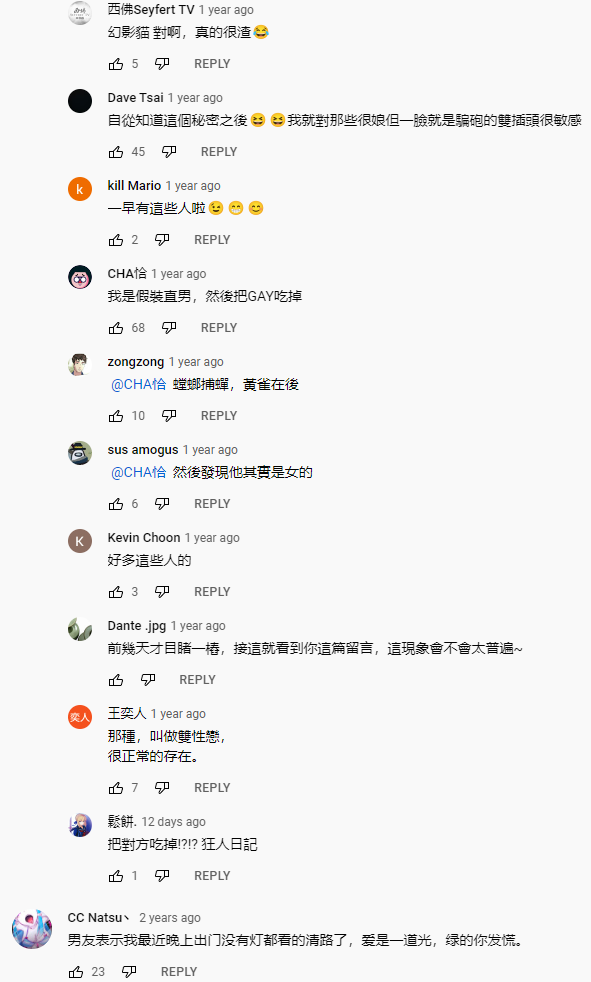 西佛Seyfert TV 1 year ago
幻影貓 對啊，真的很渣😂
5 REPLY
Dave Tsai 1 year ago
自從知道這個秘密之後😆 😆我就對那些很娘但一臉就是騙砲的雙插頭很敏感
45 REPLY
k
kill Mario 1 year ago
一早有這些人啦😉 😁 😊
2 REPLY
CHA恰 1 year ago
我是假裝直男，然後把GAY吃掉
68 REPLY
zongzong 1 year ago
@CHA恰 螳螂捕蟬，黃雀在後
10 REPLY
sus amogus 1 year ago
@CHA恰 然後發現他其實是女的
6 REPLY
K
Kevin Choon 1 year ago
好多這些人的
3 REPLY
Dante .jpg 1 year ago
前幾天才目睹一樁，接這就看到你這篇留言，這現象會不會太普遍~
REPLY
奕人
王奕人 1 year ago
那種，叫做雙性戀，
很正常的存在。
7 REPLY
鬆餅. 12 days ago
把對方吃掉!?!? 狂人日記
1 REPLY
CC Natsu丶 2 years ago
男友表示我最近晚上出门没有灯都看的清路了，爱是一道光，绿的你发慌。
23 REPLY